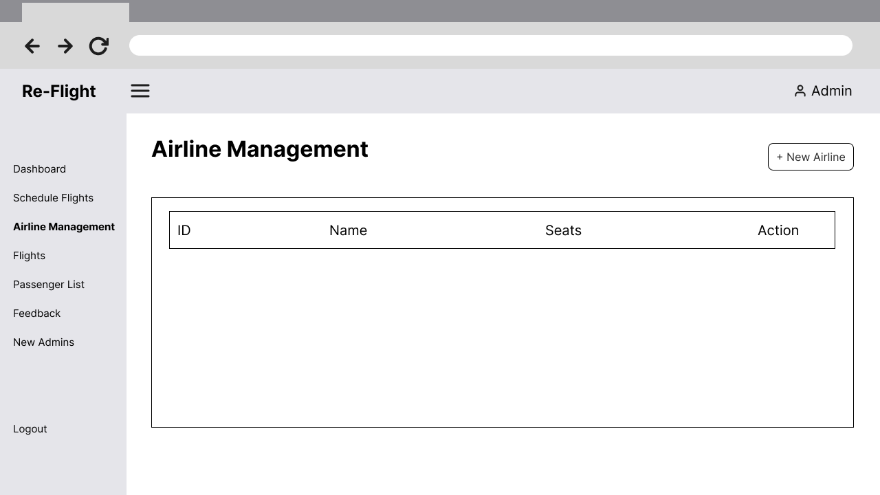 Re-Flight
Admin
Airline Management
+ New Airline
Dashboard
Schedule Flights
Airline Management
Flights
Passenger List
Feedback
New Admins
Logout
ID Name Seats Action